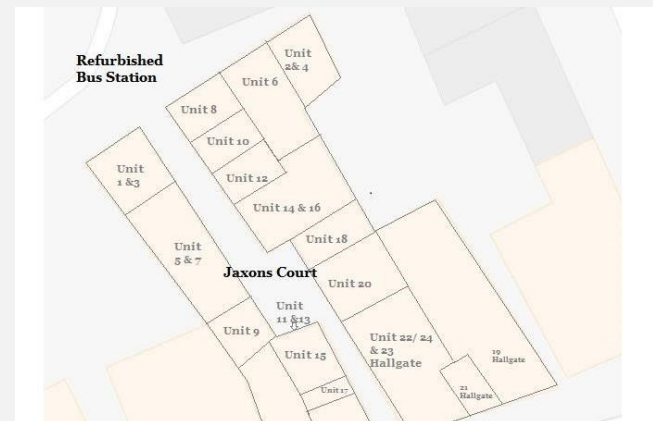 Refurbished
Bus Station
Unit
2& 4
Unit 6
Unit 8
Unit 10
Unit
1 &3
Unit 12
Unit 14 & 16
Unit 18
Unit
5 & 7
Jaxons Court
Unit 20
Unit
11 &13
Unit 9
Unit 22/ 24
& 23
Hallgate
Unit 15
19
Hallgate
Unit 17
21
Hallgate